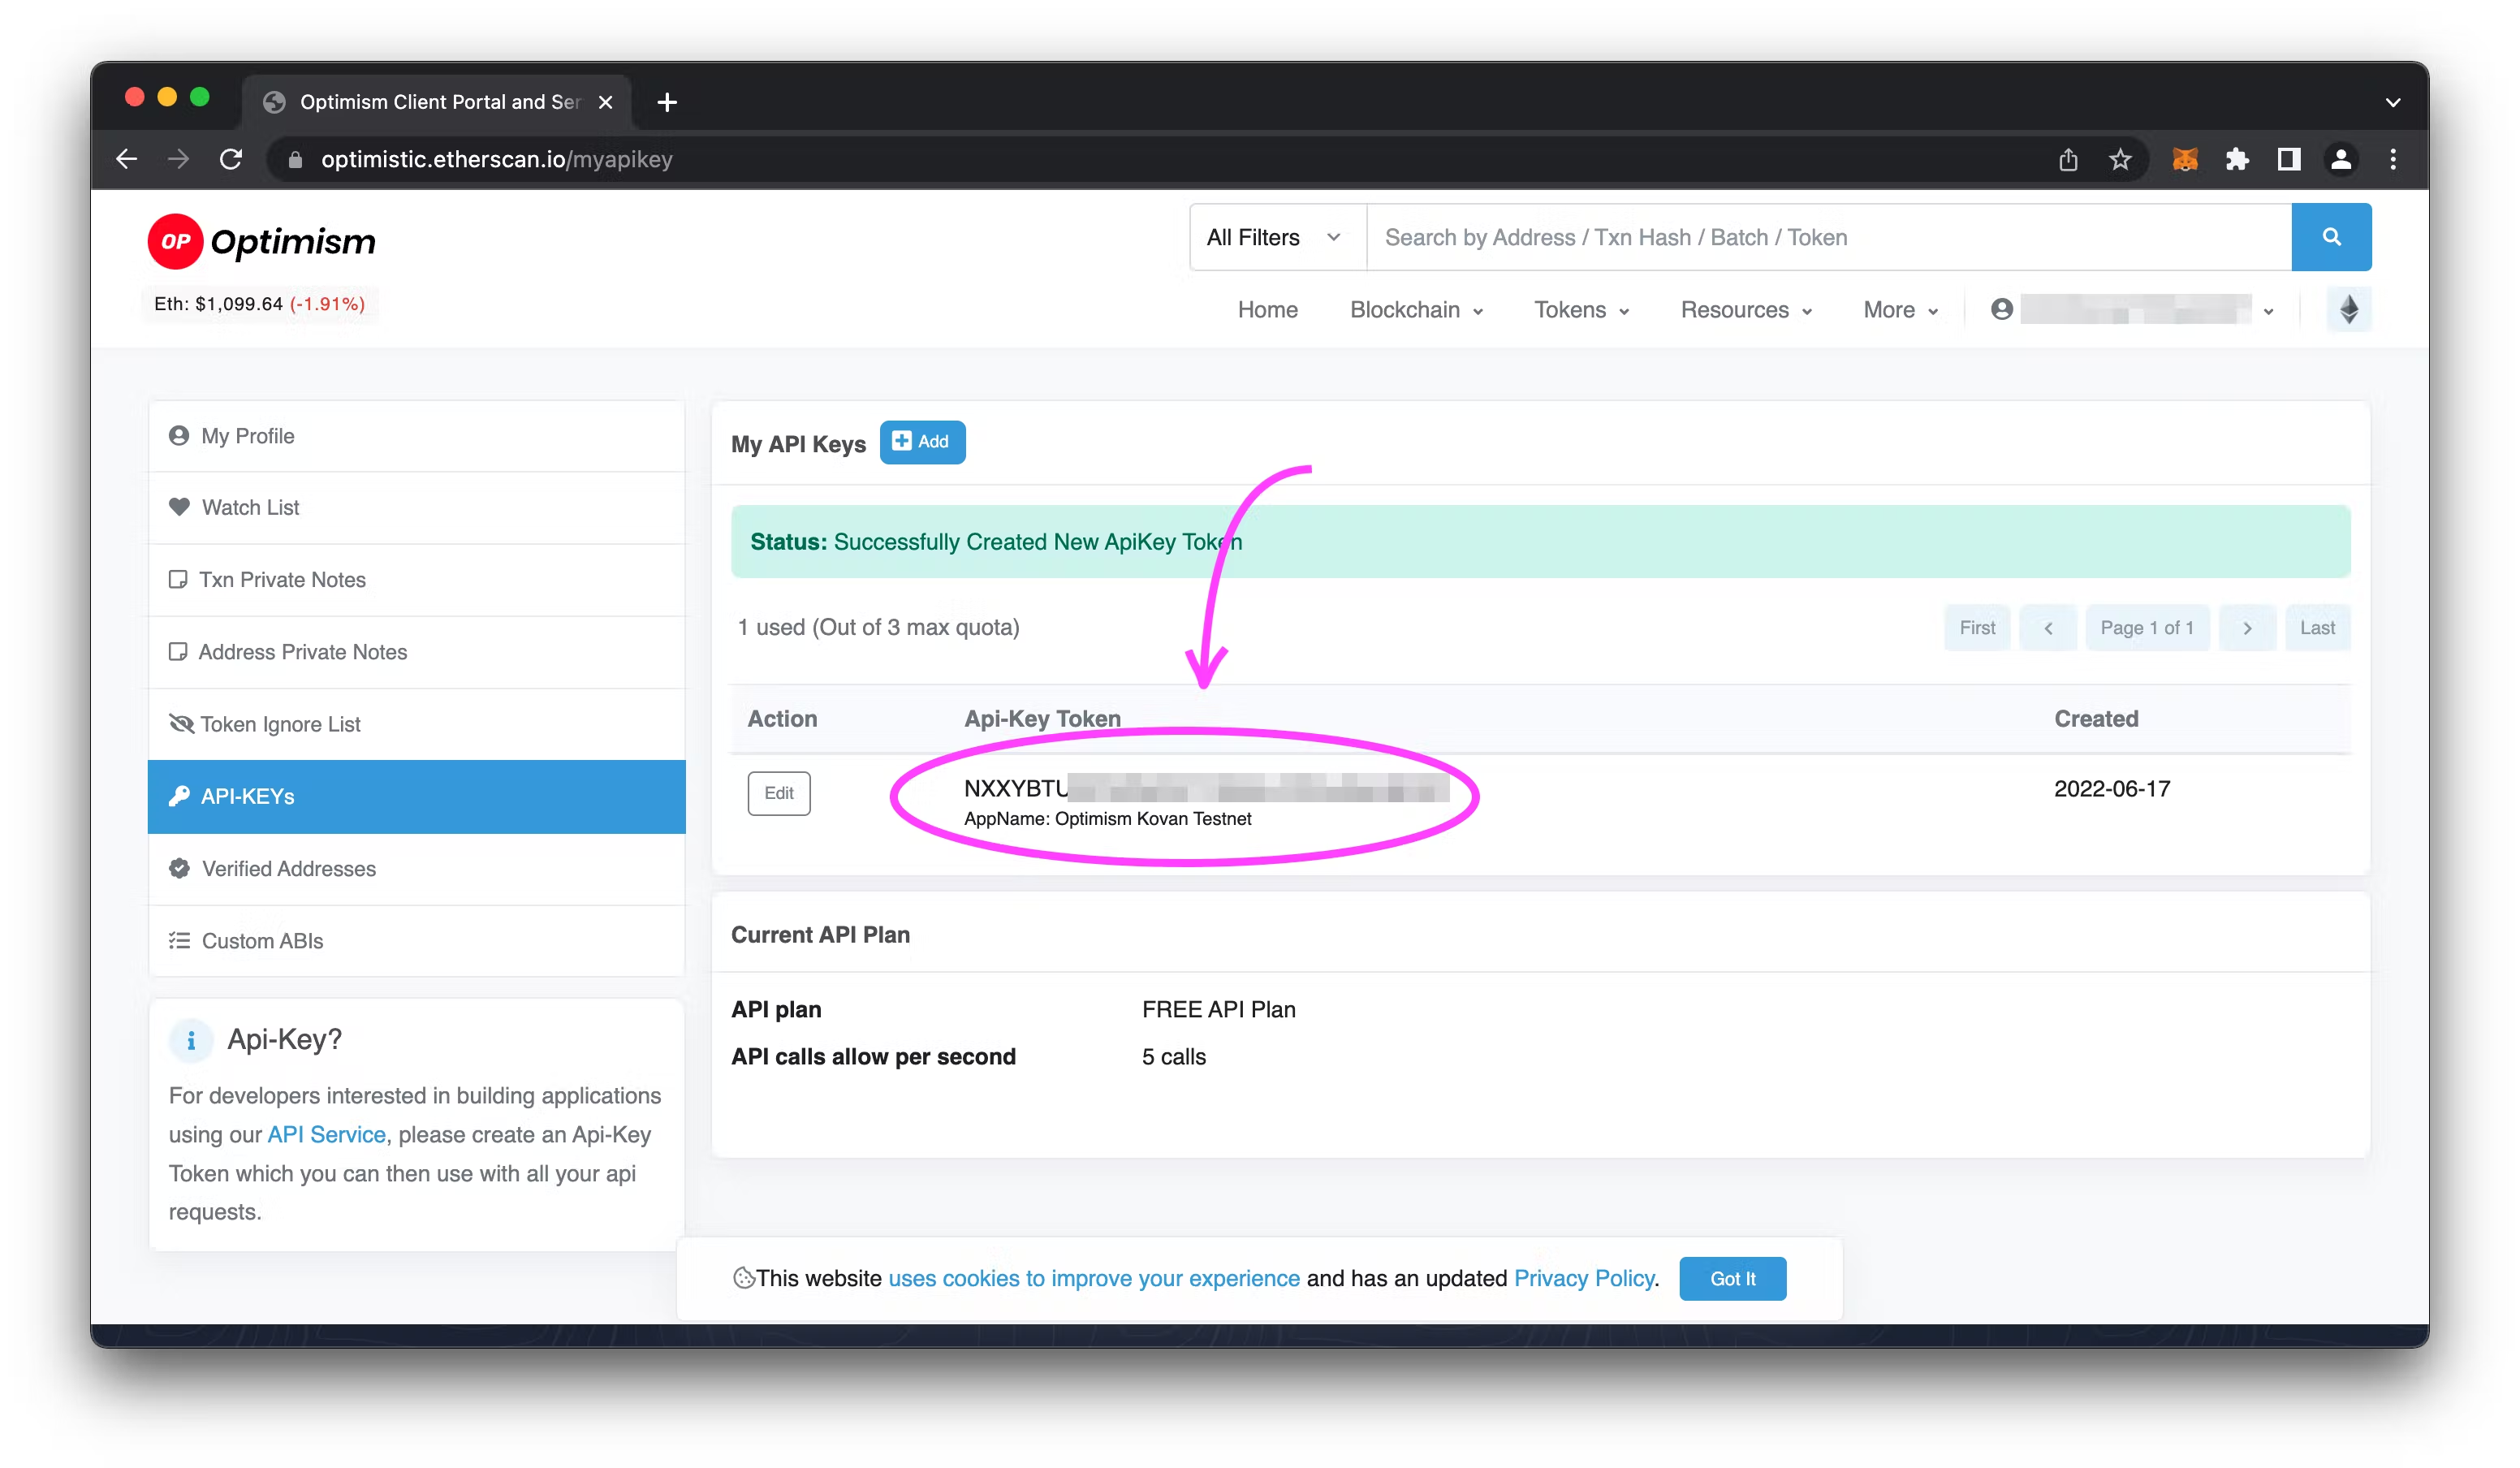 Optimism Client Portal and Ser
optimistic.etherscan.io/myapikey
OP Optimism
All Filters
Search by Address / Txn Hash / Batch / Token
Eth: $1,099.64 (-1.91%)
Home Blockchain Tokens Resources More
My Profile
Watch List
Txn Private Notes
Address Private Notes
Token Ignore List
API-KEYs
Verified Addresses
Custom ABIs
Api-Key?
For developers interested in building applications
using our API Service, please create an Api-Key
Token which you can then use with all your api
requests.
My API Keys Add
Status: Successfully Created New ApiKey Token
1 used (Out of 3 max quota)
First Page 1 of 1 Last
Action Api-Key Token Created
Edit NXXYBTU 2022-06-17
AppName: Optimism Kovan Testnet
Current API Plan
API plan FREE API Plan
API calls allow per second 5 calls
This website uses cookies to improve your experience and has an updated Privacy Policy. Got It